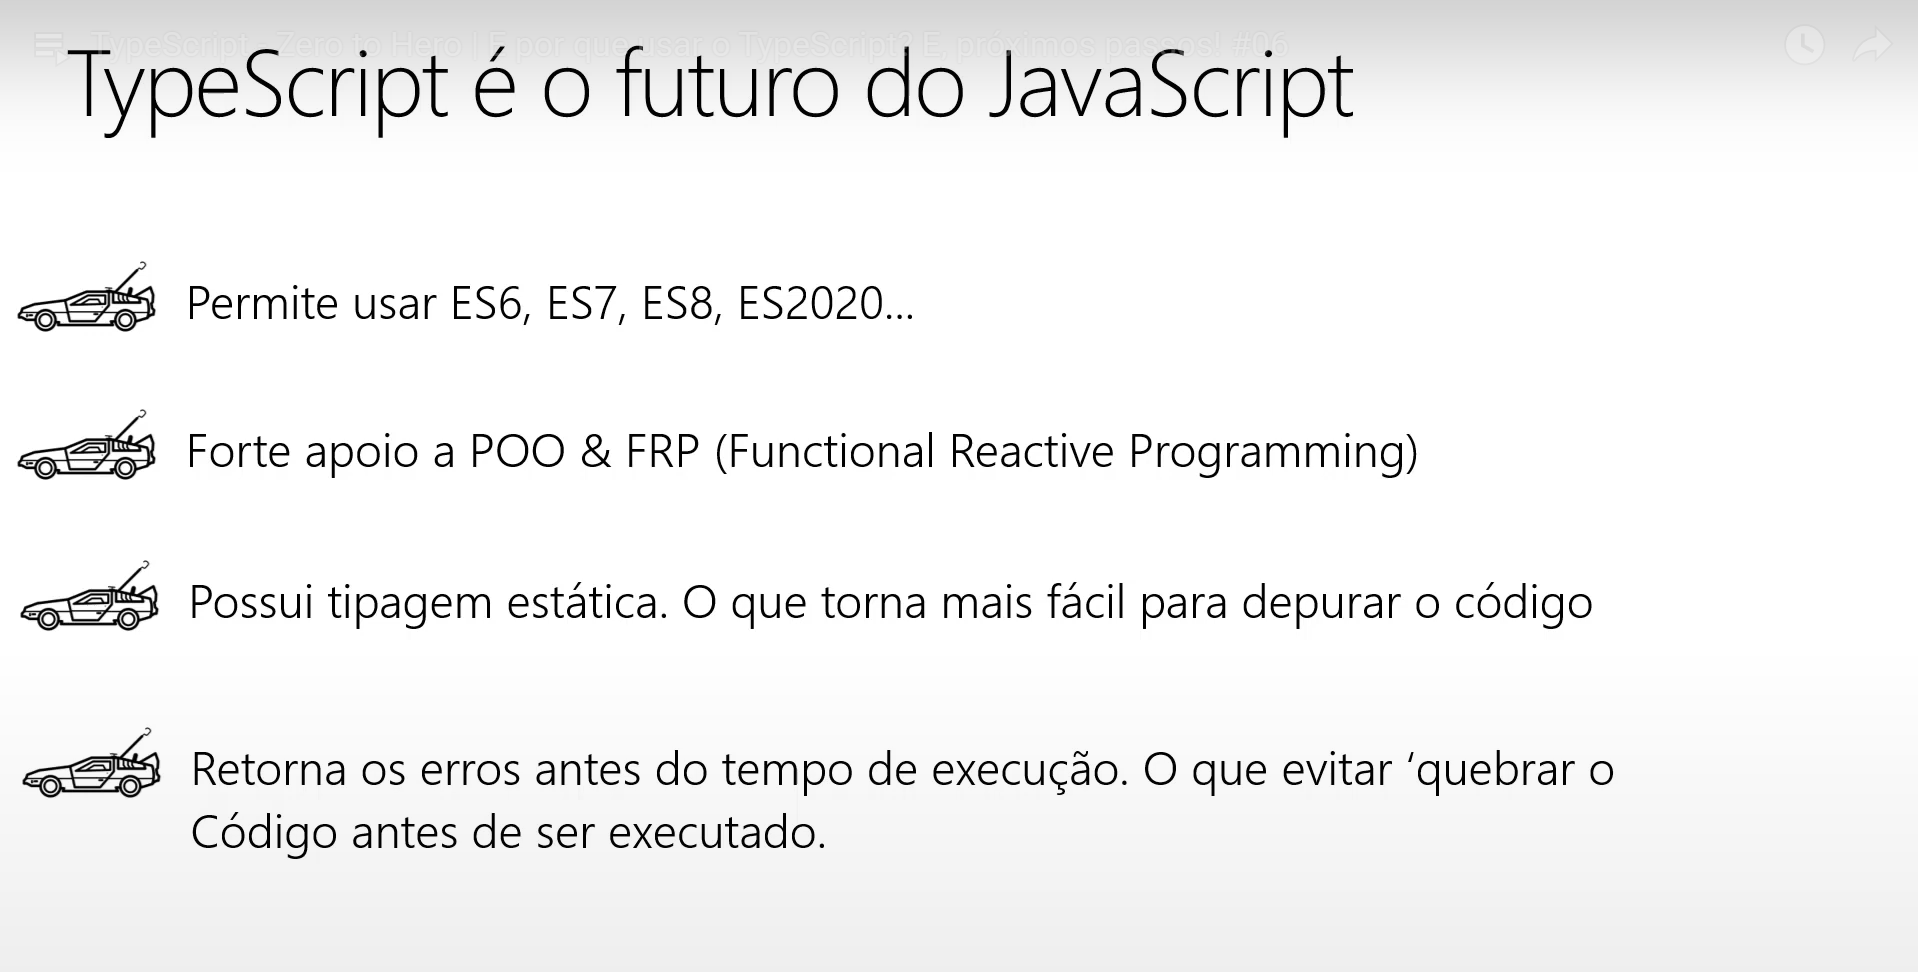 TypeScript - Zero to Hero | E por que usar o TypeScript? E, próximos passos! #06
TypeScript é o futuro do JavaScript
Permite usar ES6, ES7, ES8, ES2020...
Forte apoio a POO & FRP (Functional Reactive Programming)
Possui tipagem estática. O que torna mais fácil para depurar o código
Retorna os erros antes do tempo de execução. O que evitar ‘quebrar o
Código antes de ser executado.